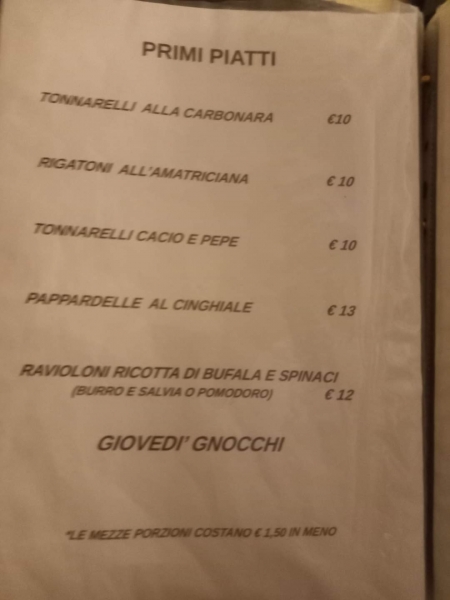 PRIMI PIATTI
TONNARELLI ALLA CARBONARA €10
RIGATONI ALL'AMATRICIANA € 10
TONNARELLI CACIO E PEPE € 10
PAPPARDELLE AL CINGHIALE € 13
RAVIOLONI RICOTTA DI BUFALA E SPINACI
(BURRO E SALVIA O POMODORO) € 12
GIOVEDI' GNOCCHI
*LE MEZZE PORZIONI COSTANO € 1,50 IN MENO